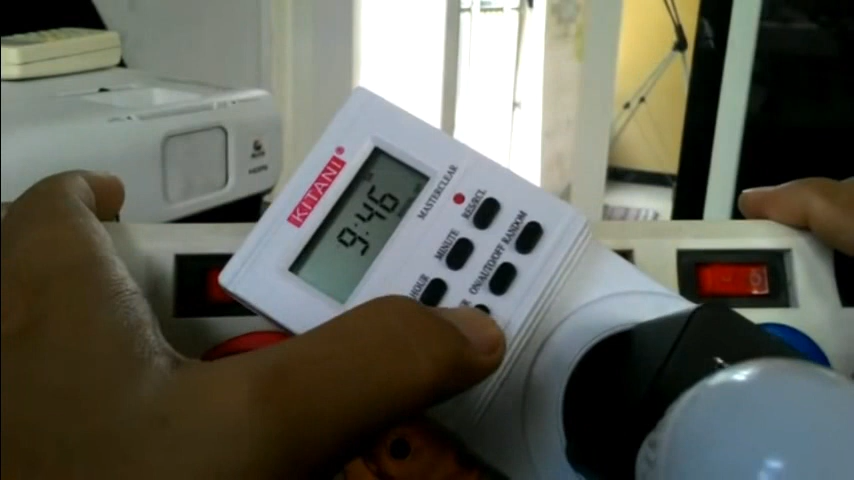 KITANI®
9:46
MASTERCLEAR
RES/RCL
MINUTE
RANDOM
HOUR
ON/AUTO/OFF